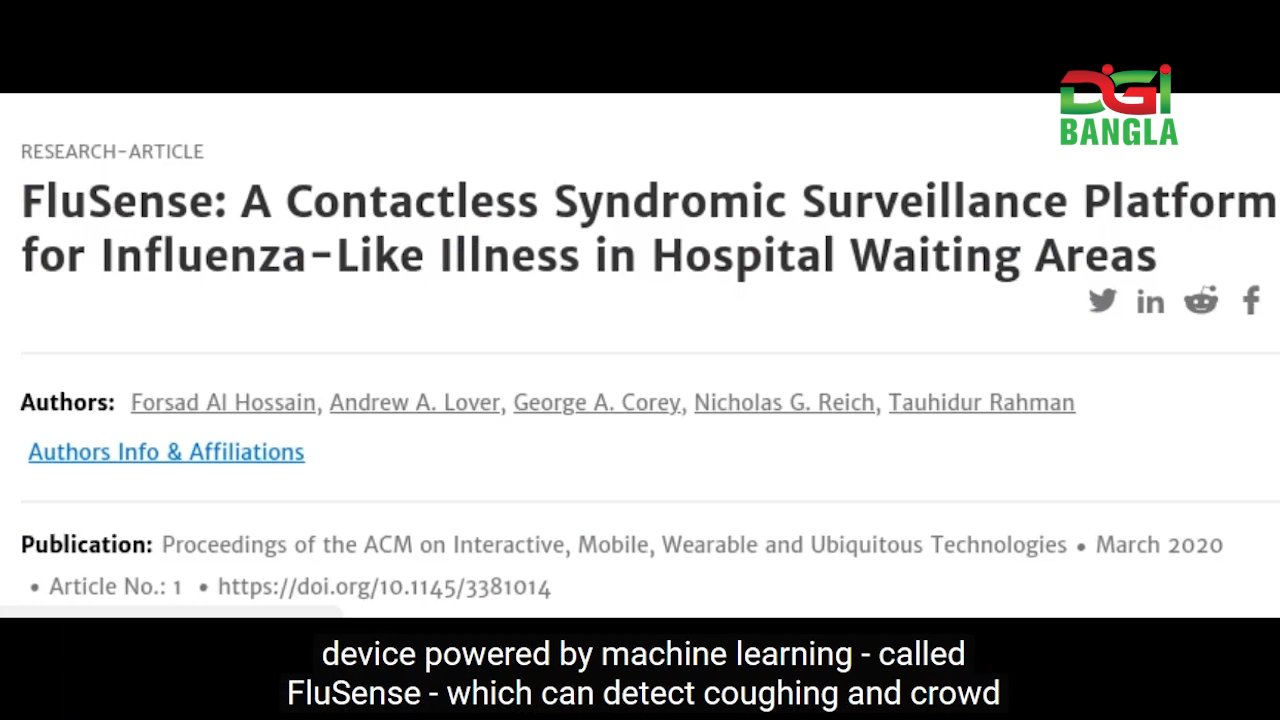 DIGI
BANGLA
RESEARCH-ARTICLE
FluSense: A Contactless Syndromic Surveillance Platform
for Influenza-Like Illness in Hospital Waiting Areas
Authors: Forsad Al Hossain, Andrew A. Lover, George A. Corey, Nicholas G. Reich, Tauhidur Rahman
Authors Info & Affiliations
Publication: Proceedings of the ACM on Interactive, Mobile, Wearable and Ubiquitous Technologies • March 2020
• Article No.: 1 • https://doi.org/10.1145/3381014
device powered by machine learning - called
FluSense - which can detect coughing and crowd